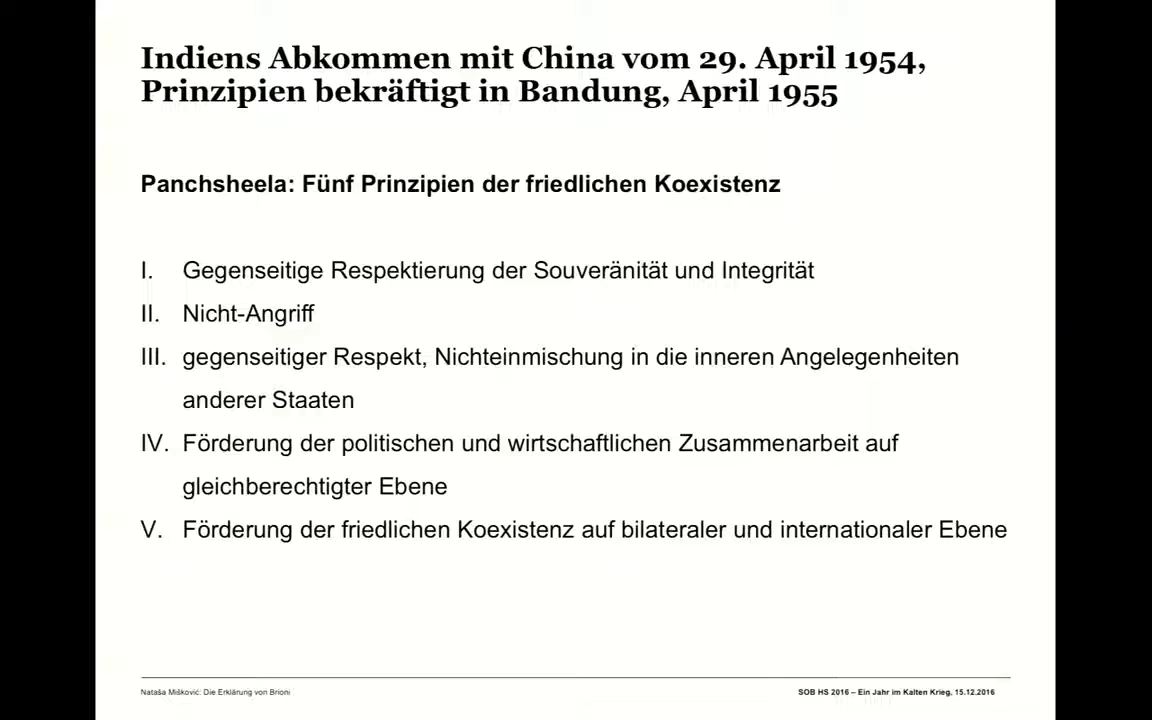 Indiens Abkommen mit China vom 29. April 1954,
Prinzipien bekräftigt in Bandung, April 1955
Panchsheela: Fünf Prinzipien der friedlichen Koexistenz
I. Gegenseitige Respektierung der Souveränität und Integrität
II. Nicht-Angriff
III. gegenseitiger Respekt, Nichteinmischung in die inneren Angelegenheiten
anderer Staaten
IV. Förderung der politischen und wirtschaftlichen Zusammenarbeit auf
gleichberechtigter Ebene
V. Förderung der friedlichen Koexistenz auf bilateraler und internationaler Ebene
Nataša Mišković: Die Erklärung von Brioni
SOB HS 2016 – Ein Jahr im Kalten Krieg, 15.12.2016